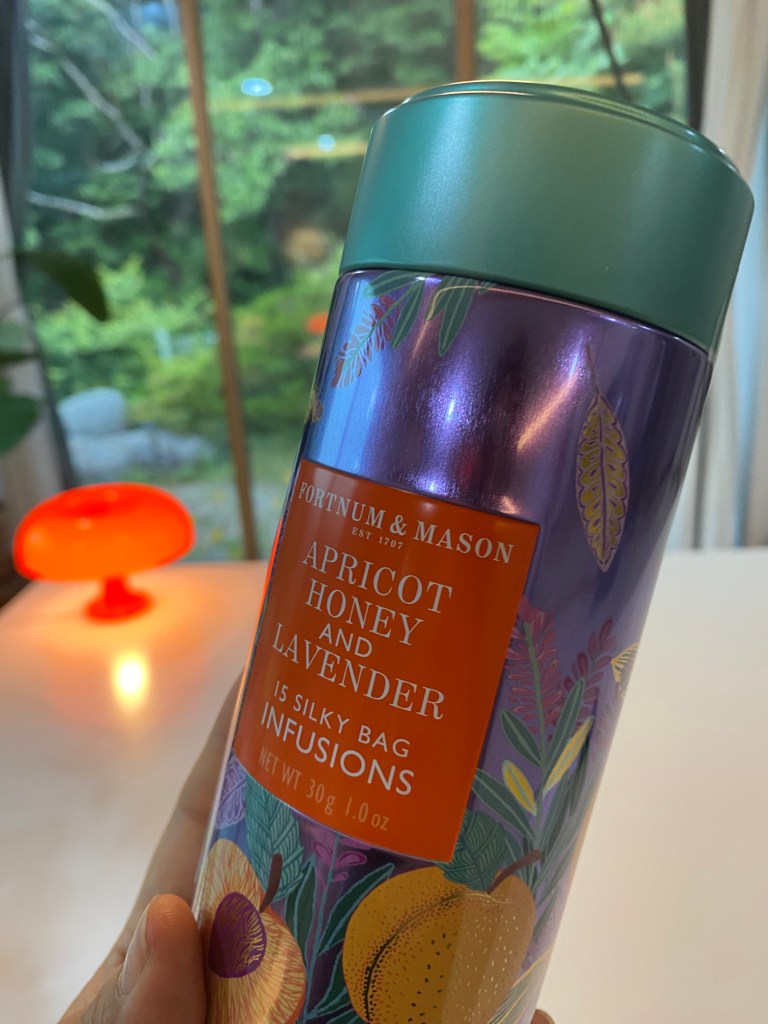 FORTNUM & MASON
EST 1707
APRICOT
HONEY
AND
LAVENDER
15 SILKY BAG
INFUSIONS
NET WT 30g 1.0 oz